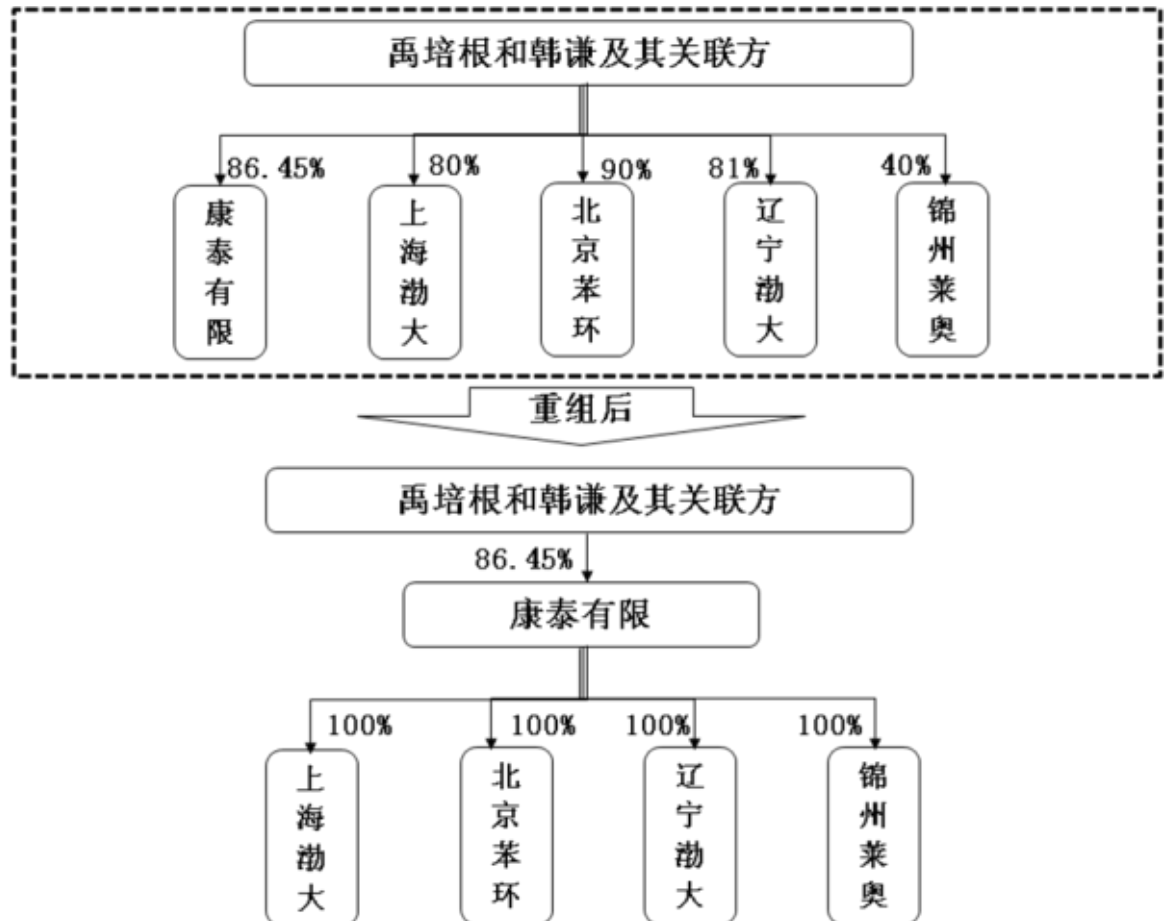 禹培根和韩谦及其关联方
86.45%
80%
90%
81%
40%
康泰有限
上海渤大
北京苯环
辽宁渤大
锦州莱奥
重组后
禹培根和韩谦及其关联方
86.45%
康泰有限
100%
100%
100%
100%
上海渤大
北京苯环
辽宁渤大
锦州莱奥